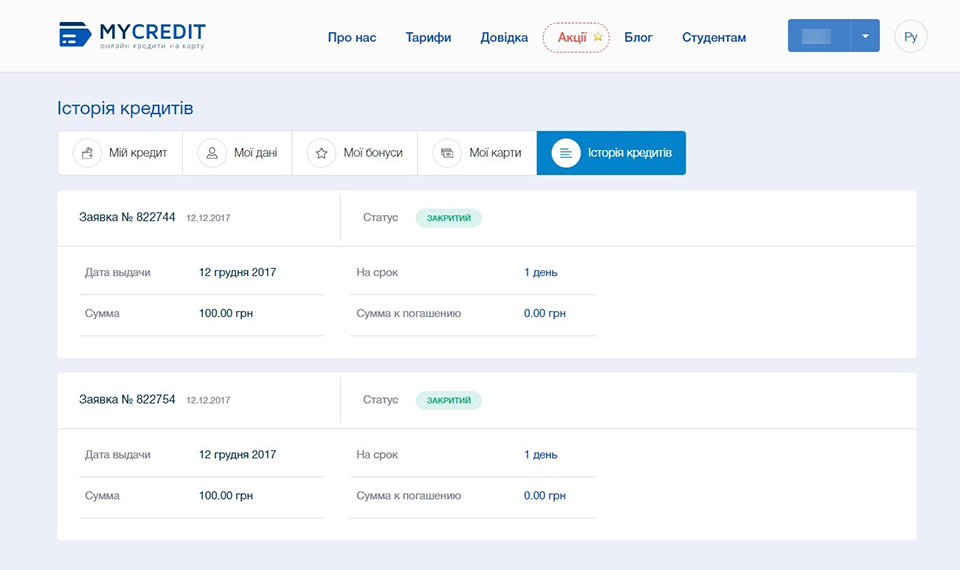 MYCREDIT
онлайн кредити на карту
Про нас Тарифи Довідка Акції Блог Студентам Ру
Історія кредитів
Мій кредит Мої дані Мої бонуси Мої карти Історія кредитів
Заявка № 822744 12.12.2017 Статус ЗАКРИТИЙ
Дата выдачи 12 грудня 2017 На срок 1 день
Сумма 100.00 грн Сумма к погашению 0.00 грн
Заявка № 822754 12.12.2017 Статус ЗАКРИТИЙ
Дата выдачи 12 грудня 2017 На срок 1 день
Сумма 100.00 грн Сумма к погашению 0.00 грн